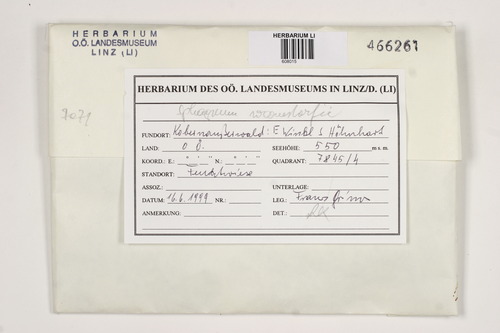 HERBARIUM
O.Ö. LANDESMUSEUM
LINZ (LI)
HERBARIUM LI
608015
466261
HERBARIUM DES OÖ. LANDESMUSEUMS IN LINZ/D. (LI)
Sphagnum warnstorfii
FUNDORT: Kobernaußerwald: E Winkl S Höhnhart
LAND: O Ö. SEEHÖHE: 550 m s. m.
KOORD.: E: ° ' " N: ° ' " QUADRANT: 7845/4
STANDORT: Feuchtwiese
ASSOZ.: UNTERLAGE:
DATUM: 16.6.1999 NR.: LEG.: Franz Grims
ANMERKUNG: DET.: